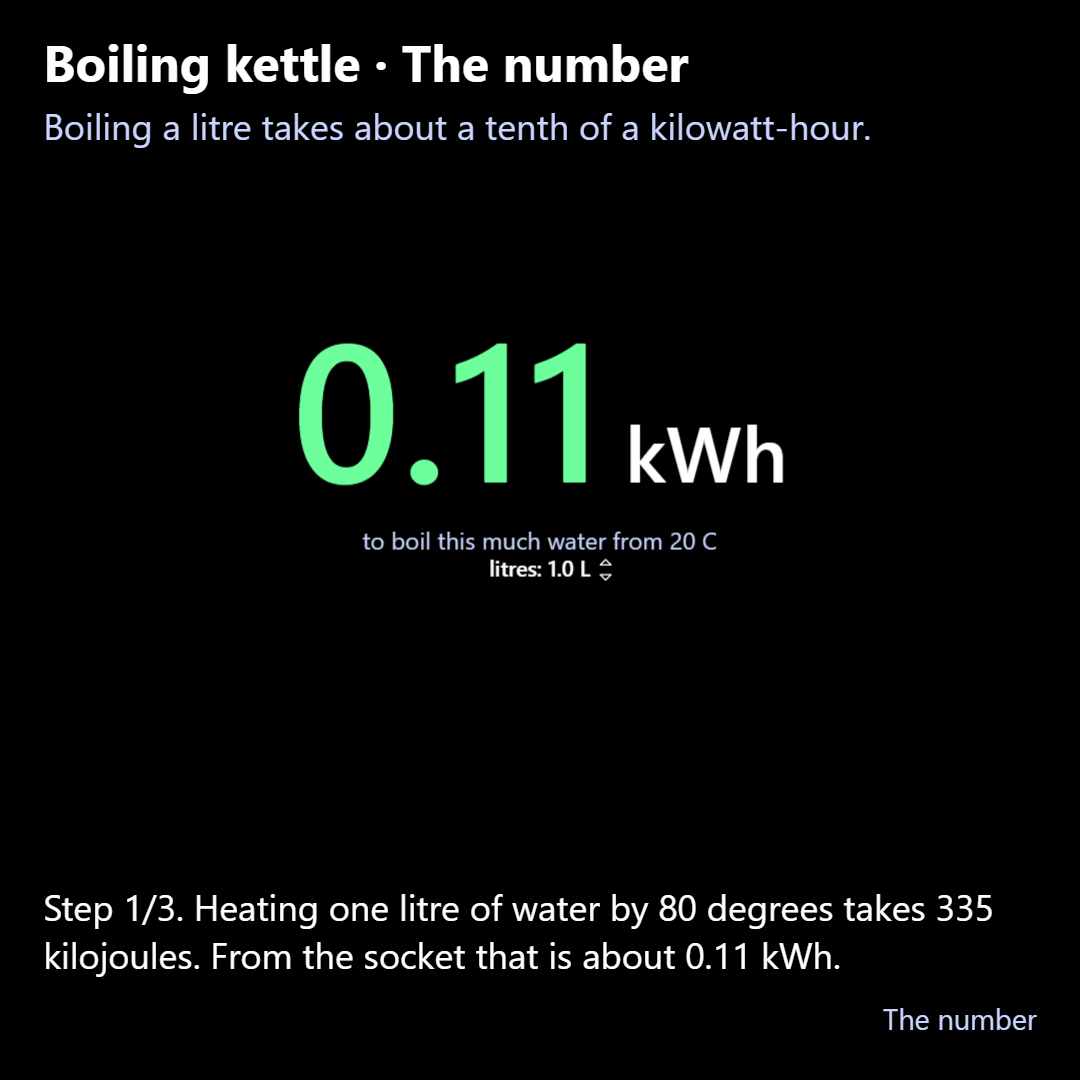 Boiling kettle · The number
Boiling a litre takes about a tenth of a kilowatt-hour.
0.11 kWh
to boil this much water from 20 C
litres: 1.0 L
Step 1/3. Heating one litre of water by 80 degrees takes 335
kilojoules. From the socket that is about 0.11 kWh.
The number